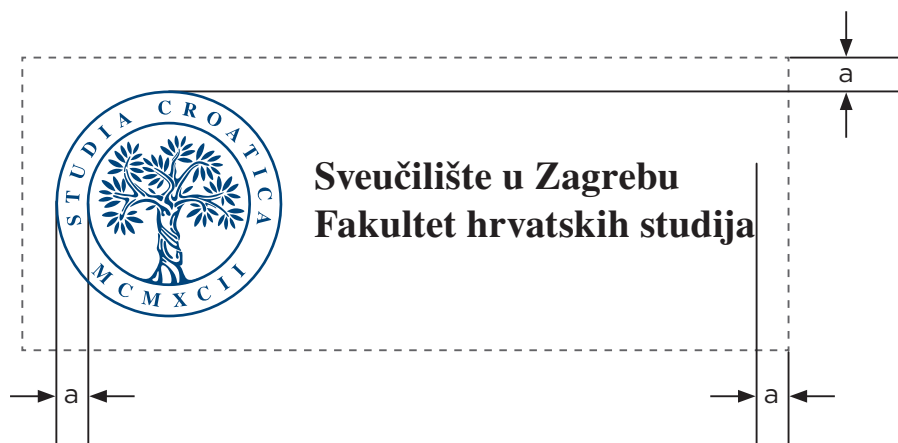 a
STUDIA CROATICA
MCMXCII
Sveučilište u Zagrebu
Fakultet hrvatskih studija
a
a